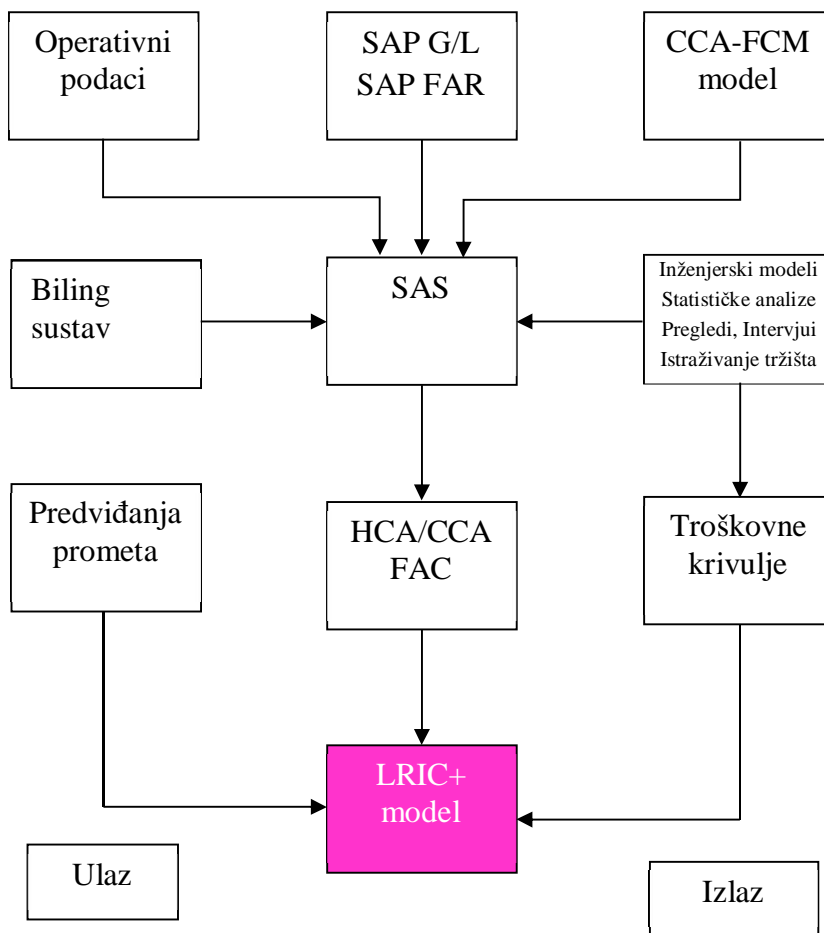 Operativni
podaci
SAP G/L
SAP FAR
CCA-FCM
model
Biling
sustav
SAS
Inženjerski modeli
Statističke analize
Pregledi, Intervjui
Istraživanje tržišta
Predviđanja
prometa
HCA/CCA
FAC
Troškovne
krivulje
LRIC+
model
Ulaz
Izlaz